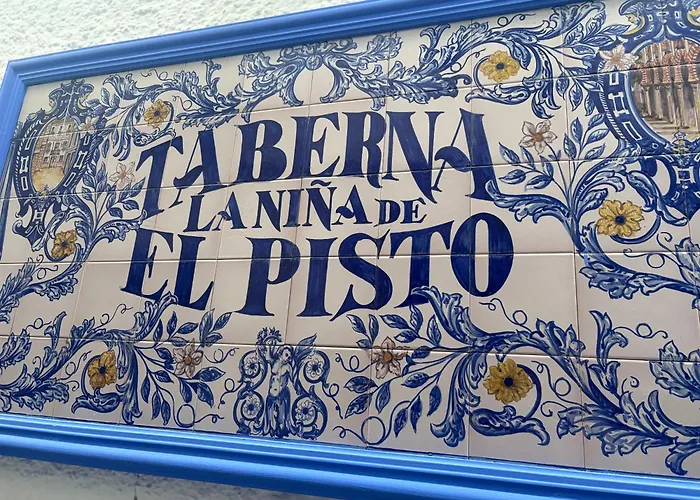 TABERNA
LA NIÑA DE
EL PISTO